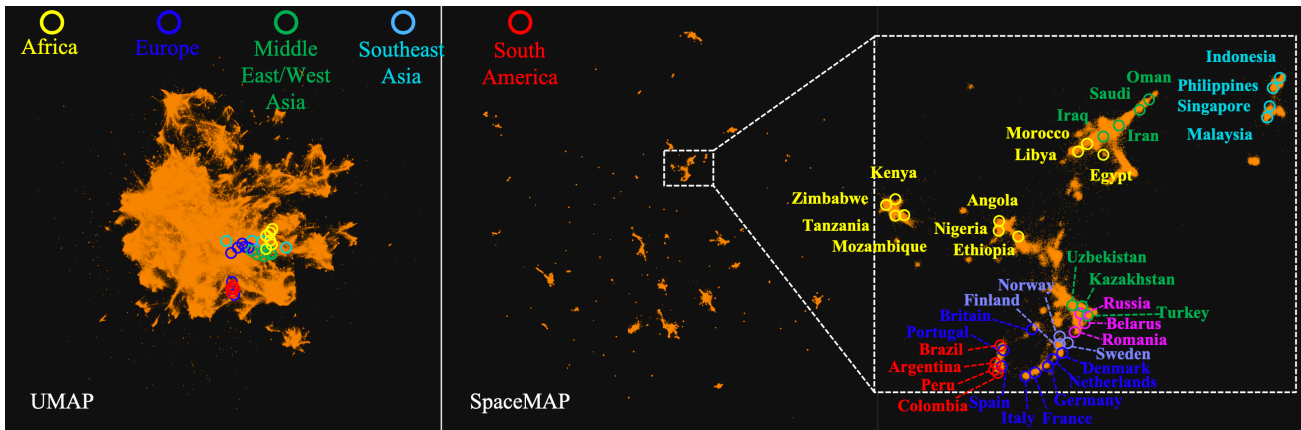 Africa
Europe
Middle
East/West
Asia
Southeast
Asia
South
America
UMAP
SpaceMAP
Indonesia
Philippines
Singapore
Malaysia
Oman
Saudi
Iraq
Iran
Morocco
Libya
Egypt
Kenya
Zimbabwe
Tanzania
Mozambique
Angola
Nigeria
Ethiopia
Uzbekistan
Kazakhstan
Norway
Russia
Finland
Turkey
Britain
Belarus
Portugal
Romania
Brazil
Sweden
Argentina
Denmark
Peru
Netherlands
Colombia
Spain
Germany
Italy
France